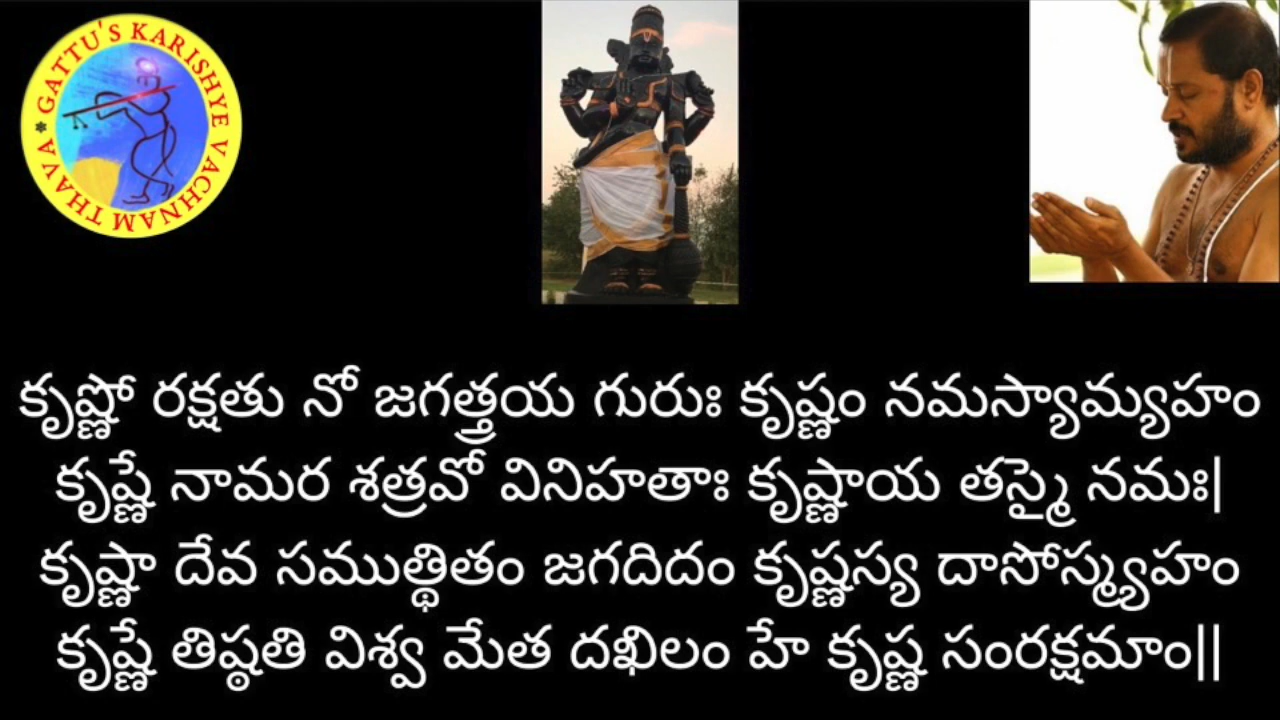 GATTU'S KARISHYE VACHNAM THAVA *
కృష్ణో రక్షతు నో జగత్త్రయ గురుః కృష్ణం నమస్యామ్యహం
కృష్ణే నామర శత్రవో వినిహతాః కృష్ణాయ తస్మై నమః|
కృష్ణా దేవ సముత్థితం జగదిదం కృష్ణస్య దాసోస్మ్యహం
కృష్ణే తిష్ఠతి విశ్వ మేత దఖిలం హే కృష్ణ సంరక్షమాం||